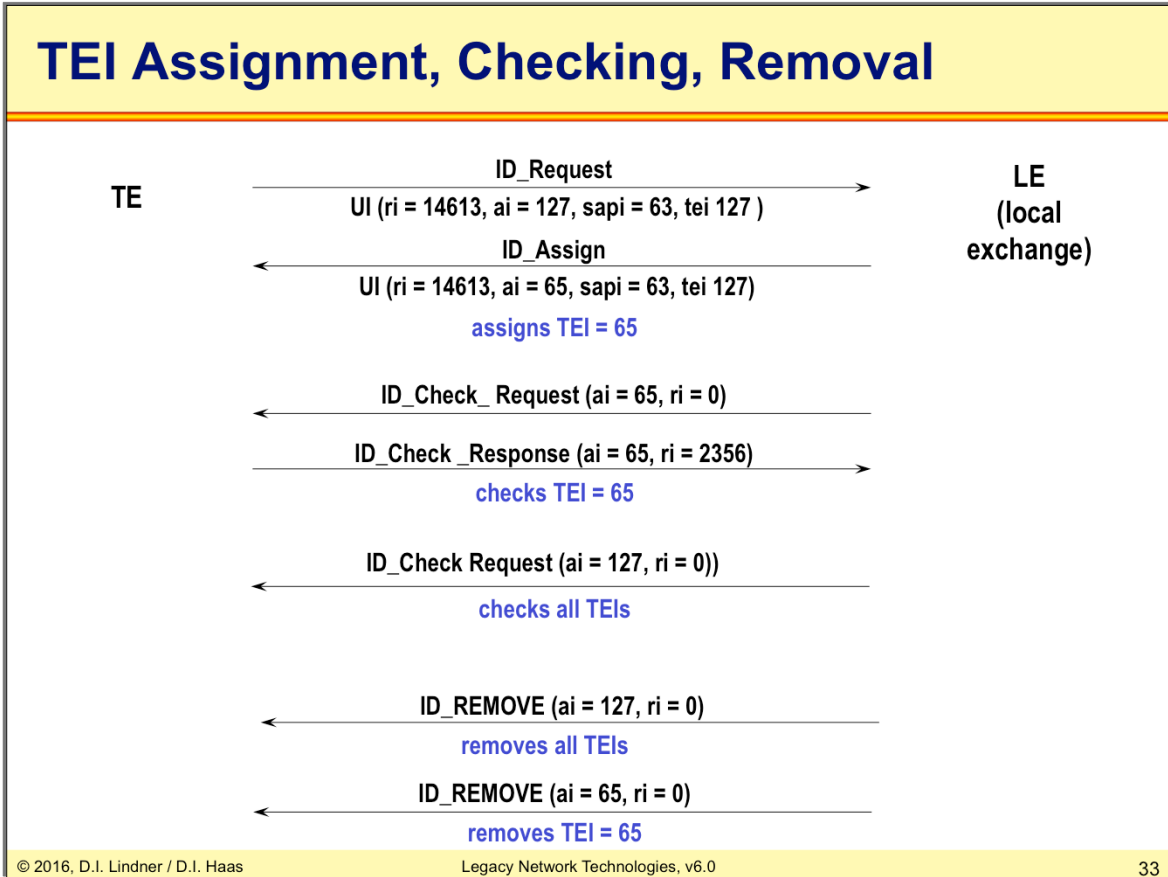 TEI Assignment, Checking, Removal
TE
ID_Request
UI (ri = 14613, ai = 127, sapi = 63, tei 127 )
LE
(local
exchange)
ID_Assign
UI (ri = 14613, ai = 65, sapi = 63, tei 127)
assigns TEI = 65
ID_Check_ Request (ai = 65, ri = 0)
ID_Check _Response (ai = 65, ri = 2356)
checks TEI = 65
ID_Check Request (ai = 127, ri = 0))
checks all TEIs
ID_REMOVE (ai = 127, ri = 0)
removes all TEIs
ID_REMOVE (ai = 65, ri = 0)
removes TEI = 65
© 2016, D.I. Lindner / D.I. Haas
Legacy Network Technologies, v6.0
33